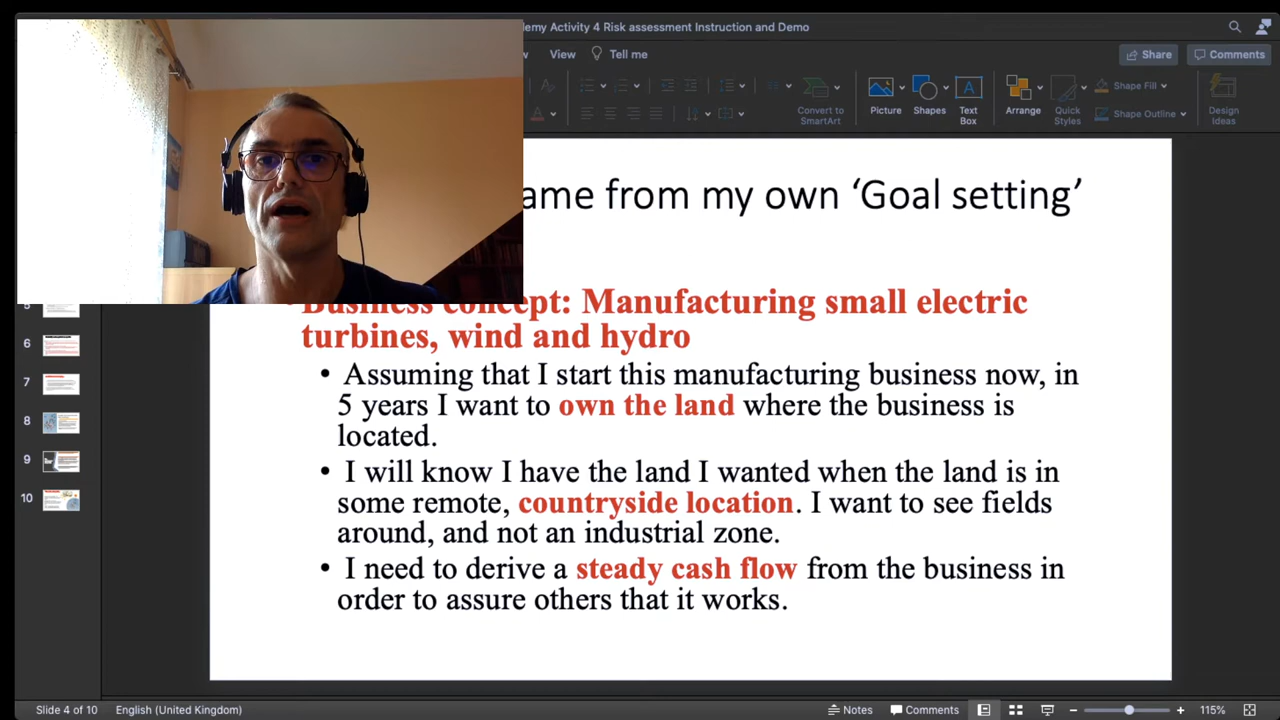 emy Activity 4 Risk assessment Instruction and Demo
View Tell me
Share Comments
Convert to
SmartArt
Picture
Shapes
Text
Box
Arrange
Quick
Styles
Shape Fill
Shape Outline
Design
Ideas
ame from my own ‘Goal setting’
Business concept: Manufacturing small electric
turbines, wind and hydro
• Assuming that I start this manufacturing business now, in
5 years I want to own the land where the business is
located.
• I will know I have the land I wanted when the land is in
some remote, countryside location. I want to see fields
around, and not an industrial zone.
• I need to derive a steady cash flow from the business in
order to assure others that it works.
5
6
7
8
9
10
Slide 4 of 10 English (United Kingdom)
Notes Comments
115%